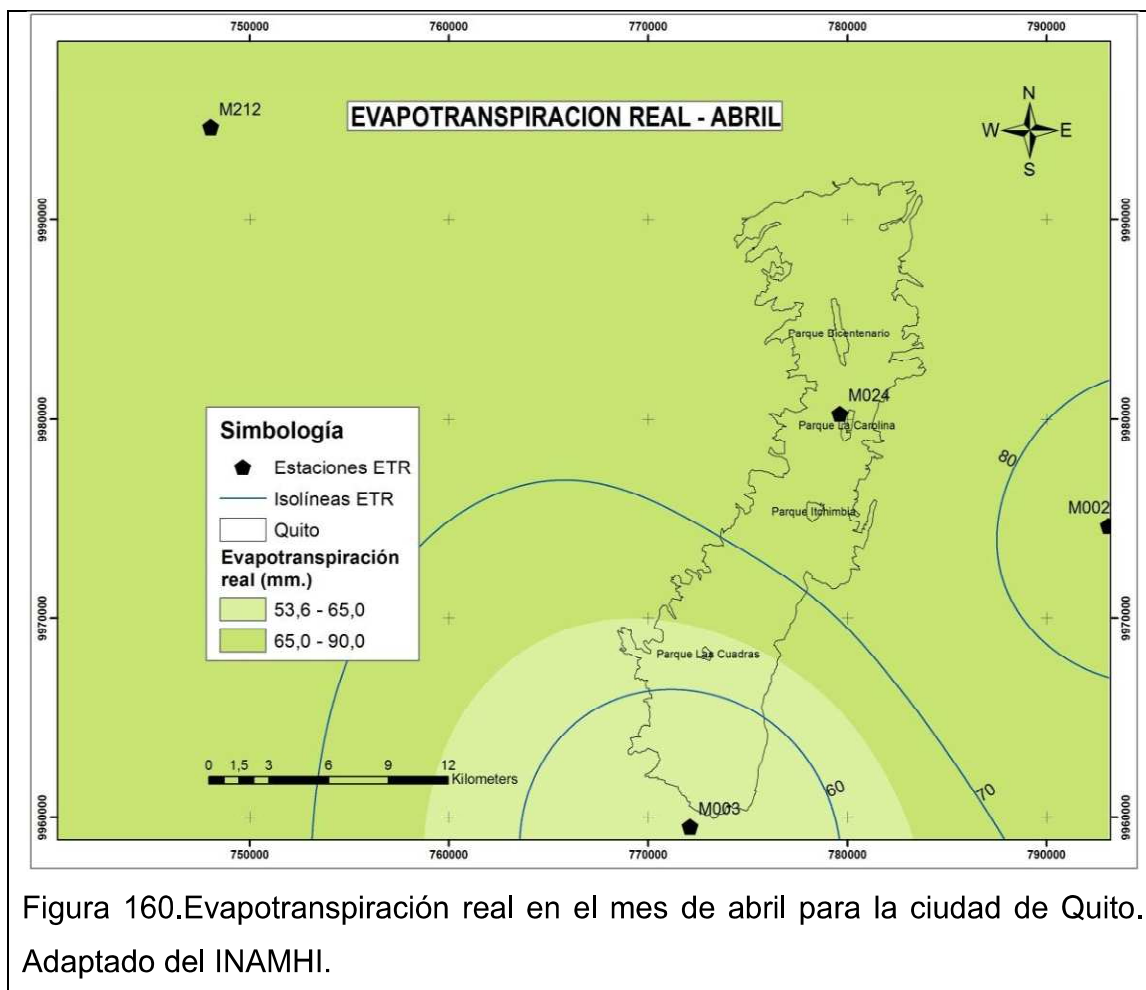 750000 760000 770000 780000 790000
M212
EVAPOTRANSPIRACION REAL - ABRIL
N
W E
S
9990000 9990000
Parque Bicentenario
M024
9980000 9980000
Parque La Carolina
80
Simbología
Estaciones ETR
Isolíneas ETR
Quito
Evapotranspiración
real (mm.)
53,6 - 65,0
65,0 - 90,0
Parque Itchimbia
M002
9970000 9970000
Parque Las Cuadras
0 1,5 3 6 9 12
Kilometers
60
70
M003
9960000 9960000
750000 760000 770000 780000 790000
Figura 160.Evapotranspiración real en el mes de abril para la ciudad de Quito.
Adaptado del INAMHI.